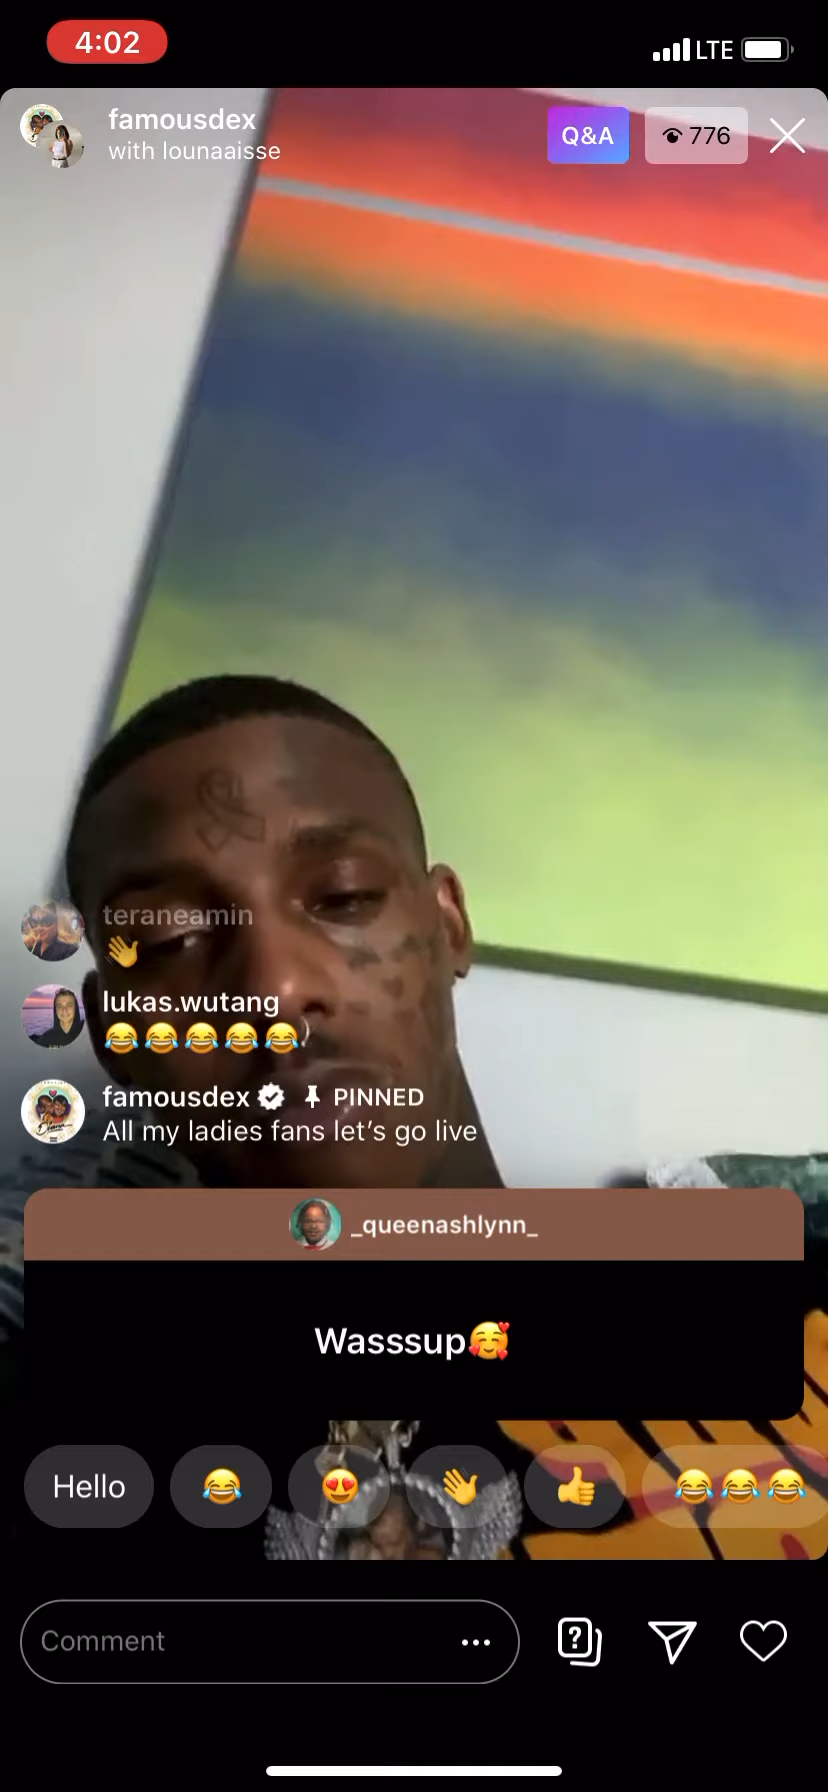 4:02
LTE
famousdex
with lounaaisse
Q&A
776
teraneamin
👋
lukas.wutang
😂😂😂😂😂
famousdex PINNED
All my ladies fans let's go live
_queenashlynn_
Wasssup🥰
Hello 😂 😍 👋 👍 😂😂😂
Comment